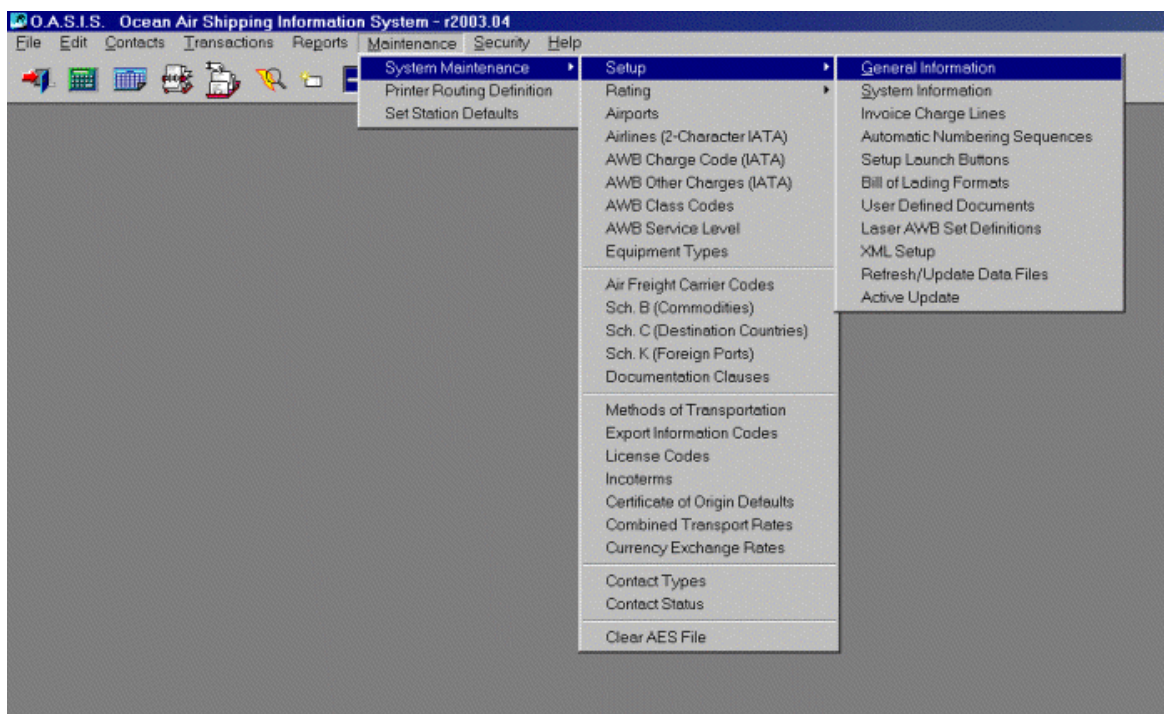 O.A.S.I.S. Ocean Air Shipping Information System - r2003.04
File Edit Contacts Transactions Reports Maintenance Security Help
System Maintenance
Printer Routing Definition
Set Station Defaults
Setup
Rating
Airports
Airlines (2-Character IATA)
AWB Charge Code (IATA)
AWB Other Charges (IATA)
AWB Class Codes
AWB Service Level
Equipment Types
Air Freight Carrier Codes
Sch. B (Commodities)
Sch. C (Destination Countries)
Sch. K (Foreign Ports)
Documentation Clauses
Methods of Transportation
Export Information Codes
License Codes
Incoterms
Certificate of Origin Defaults
Combined Transport Rates
Currency Exchange Rates
Contact Types
Contact Status
Clear AES File
General Information
System Information
Invoice Charge Lines
Automatic Numbering Sequences
Setup Launch Buttons
Bill of Lading Formats
User Defined Documents
Laser AWB Set Definitions
XML Setup
Refresh/Update Data Files
Active Update